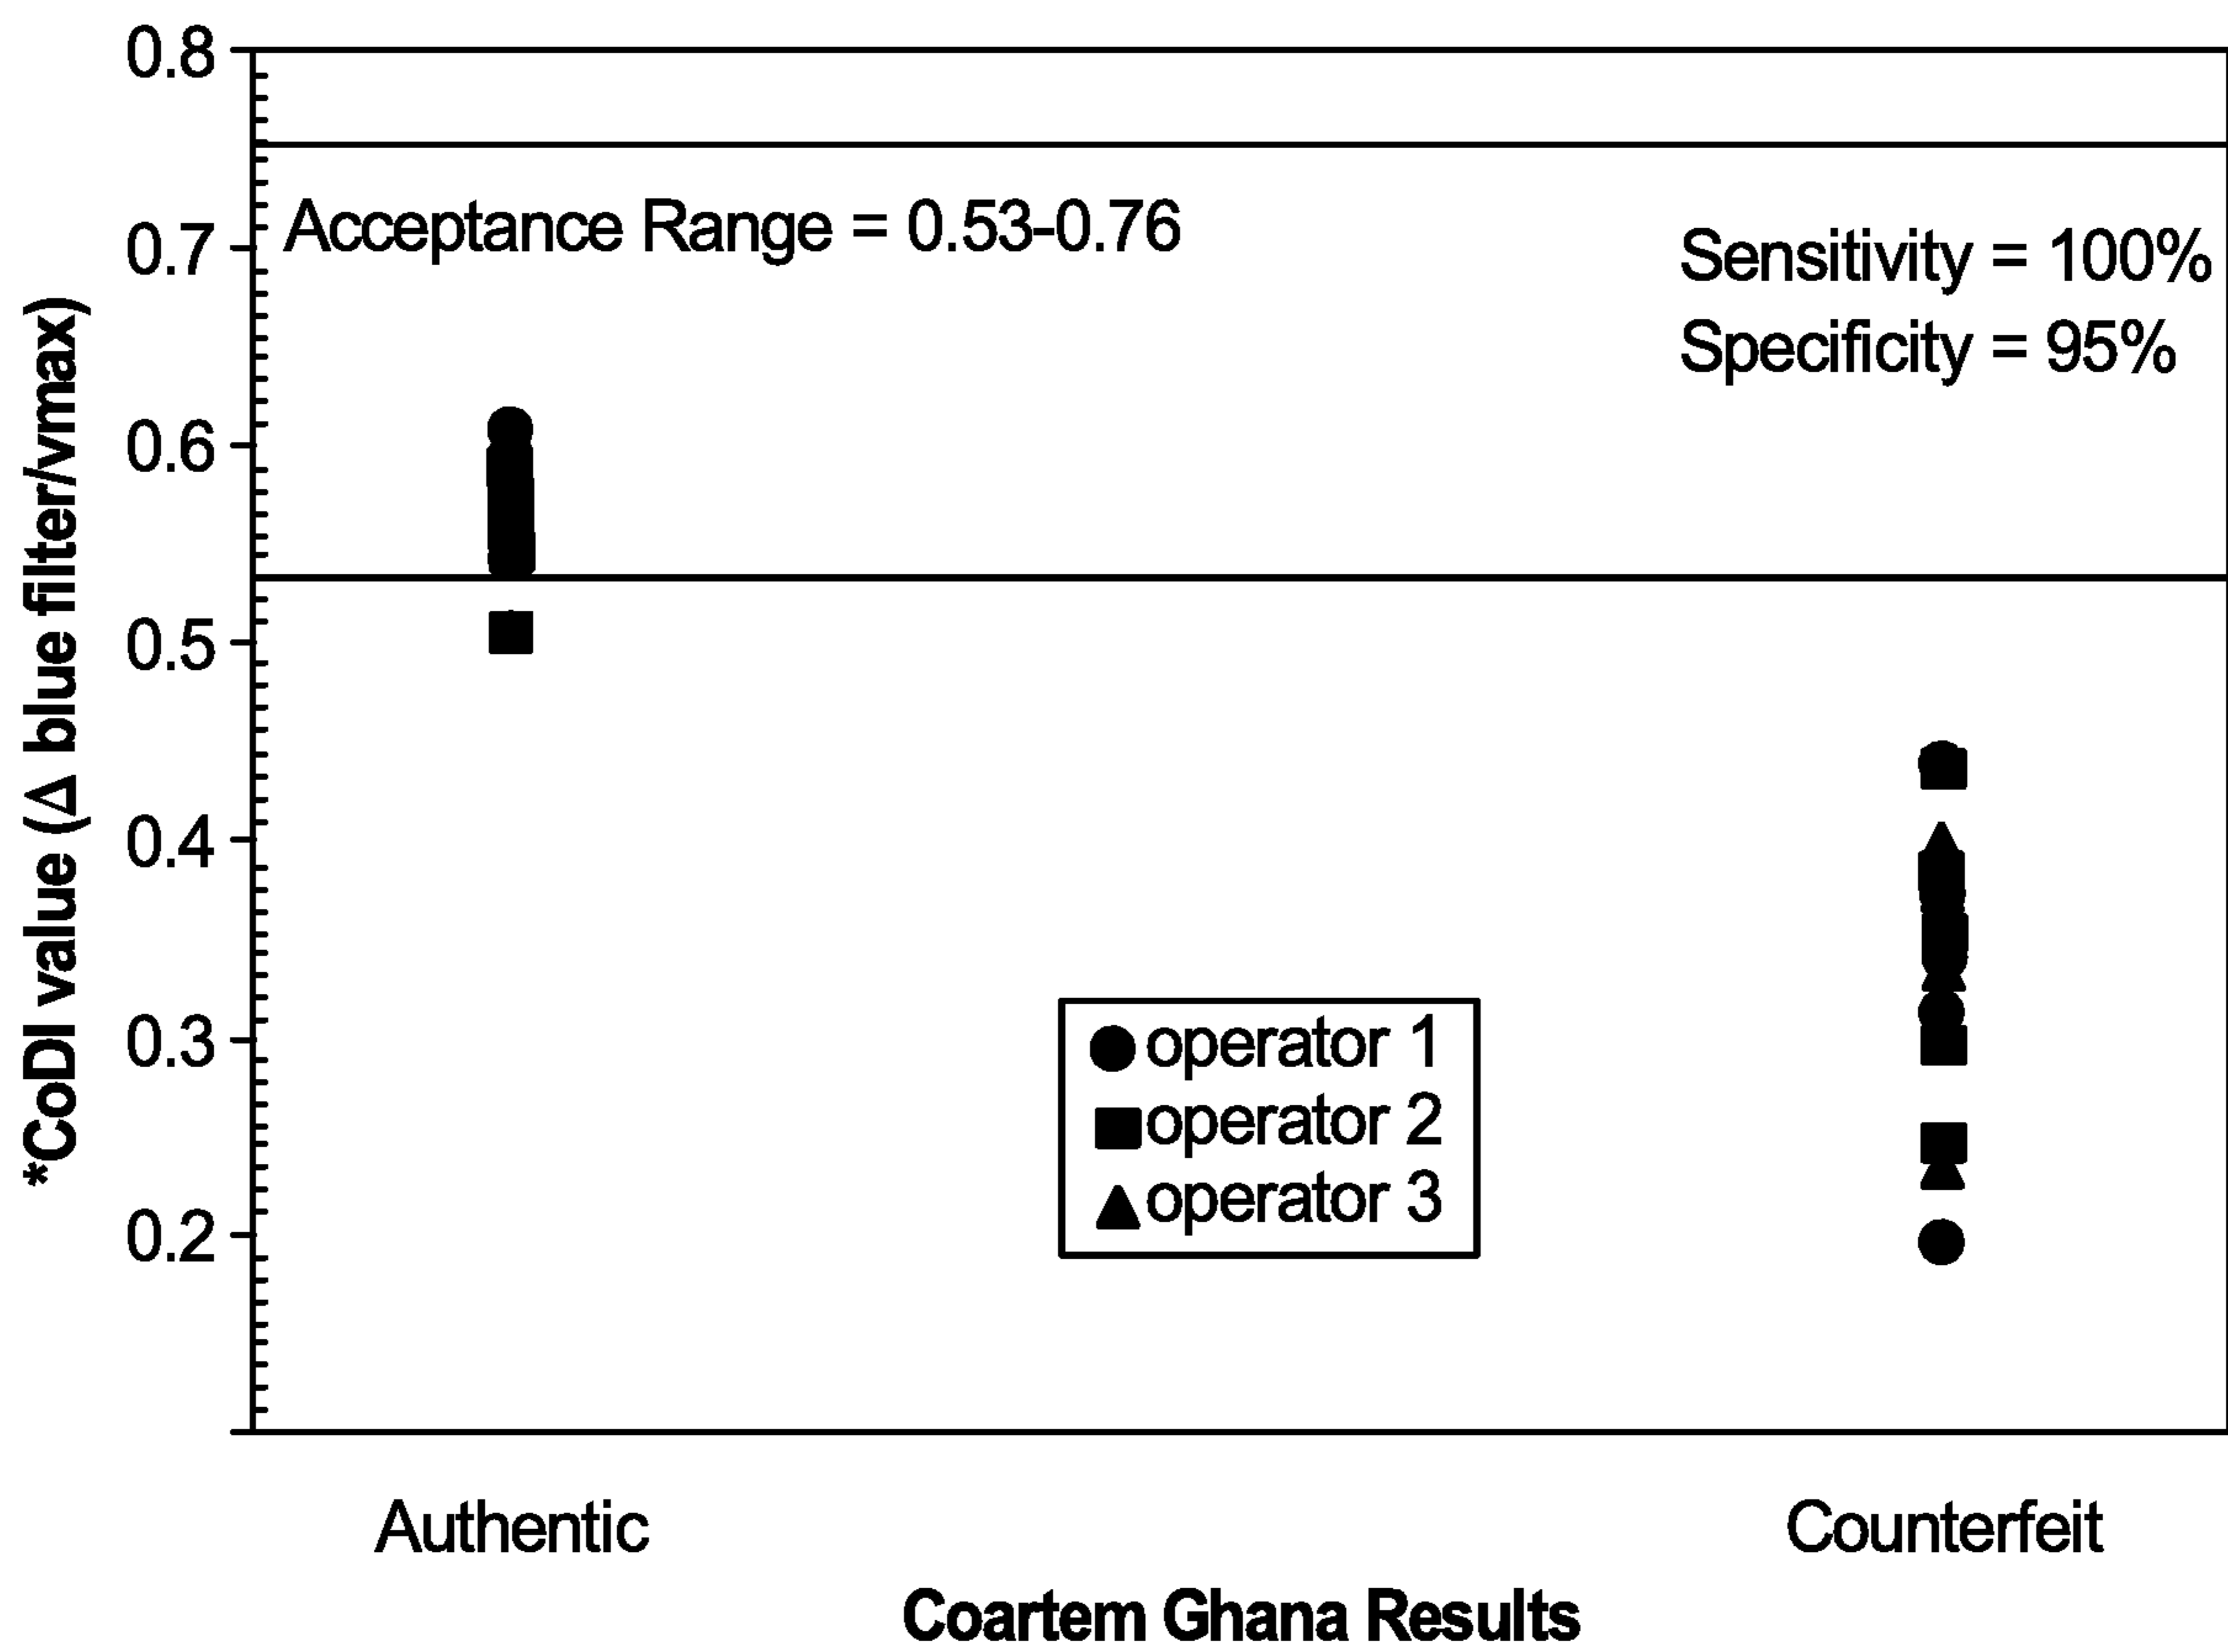 *CoDI value (Δ blue filter/vmax)
0.8
0.7
0.6
0.5
0.4
0.3
0.2
Acceptance Range = 0.53-0.76
Sensitivity = 100%
Specificity = 95%
operator 1
operator 2
operator 3
Authentic
Counterfeit
Coartem Ghana Results